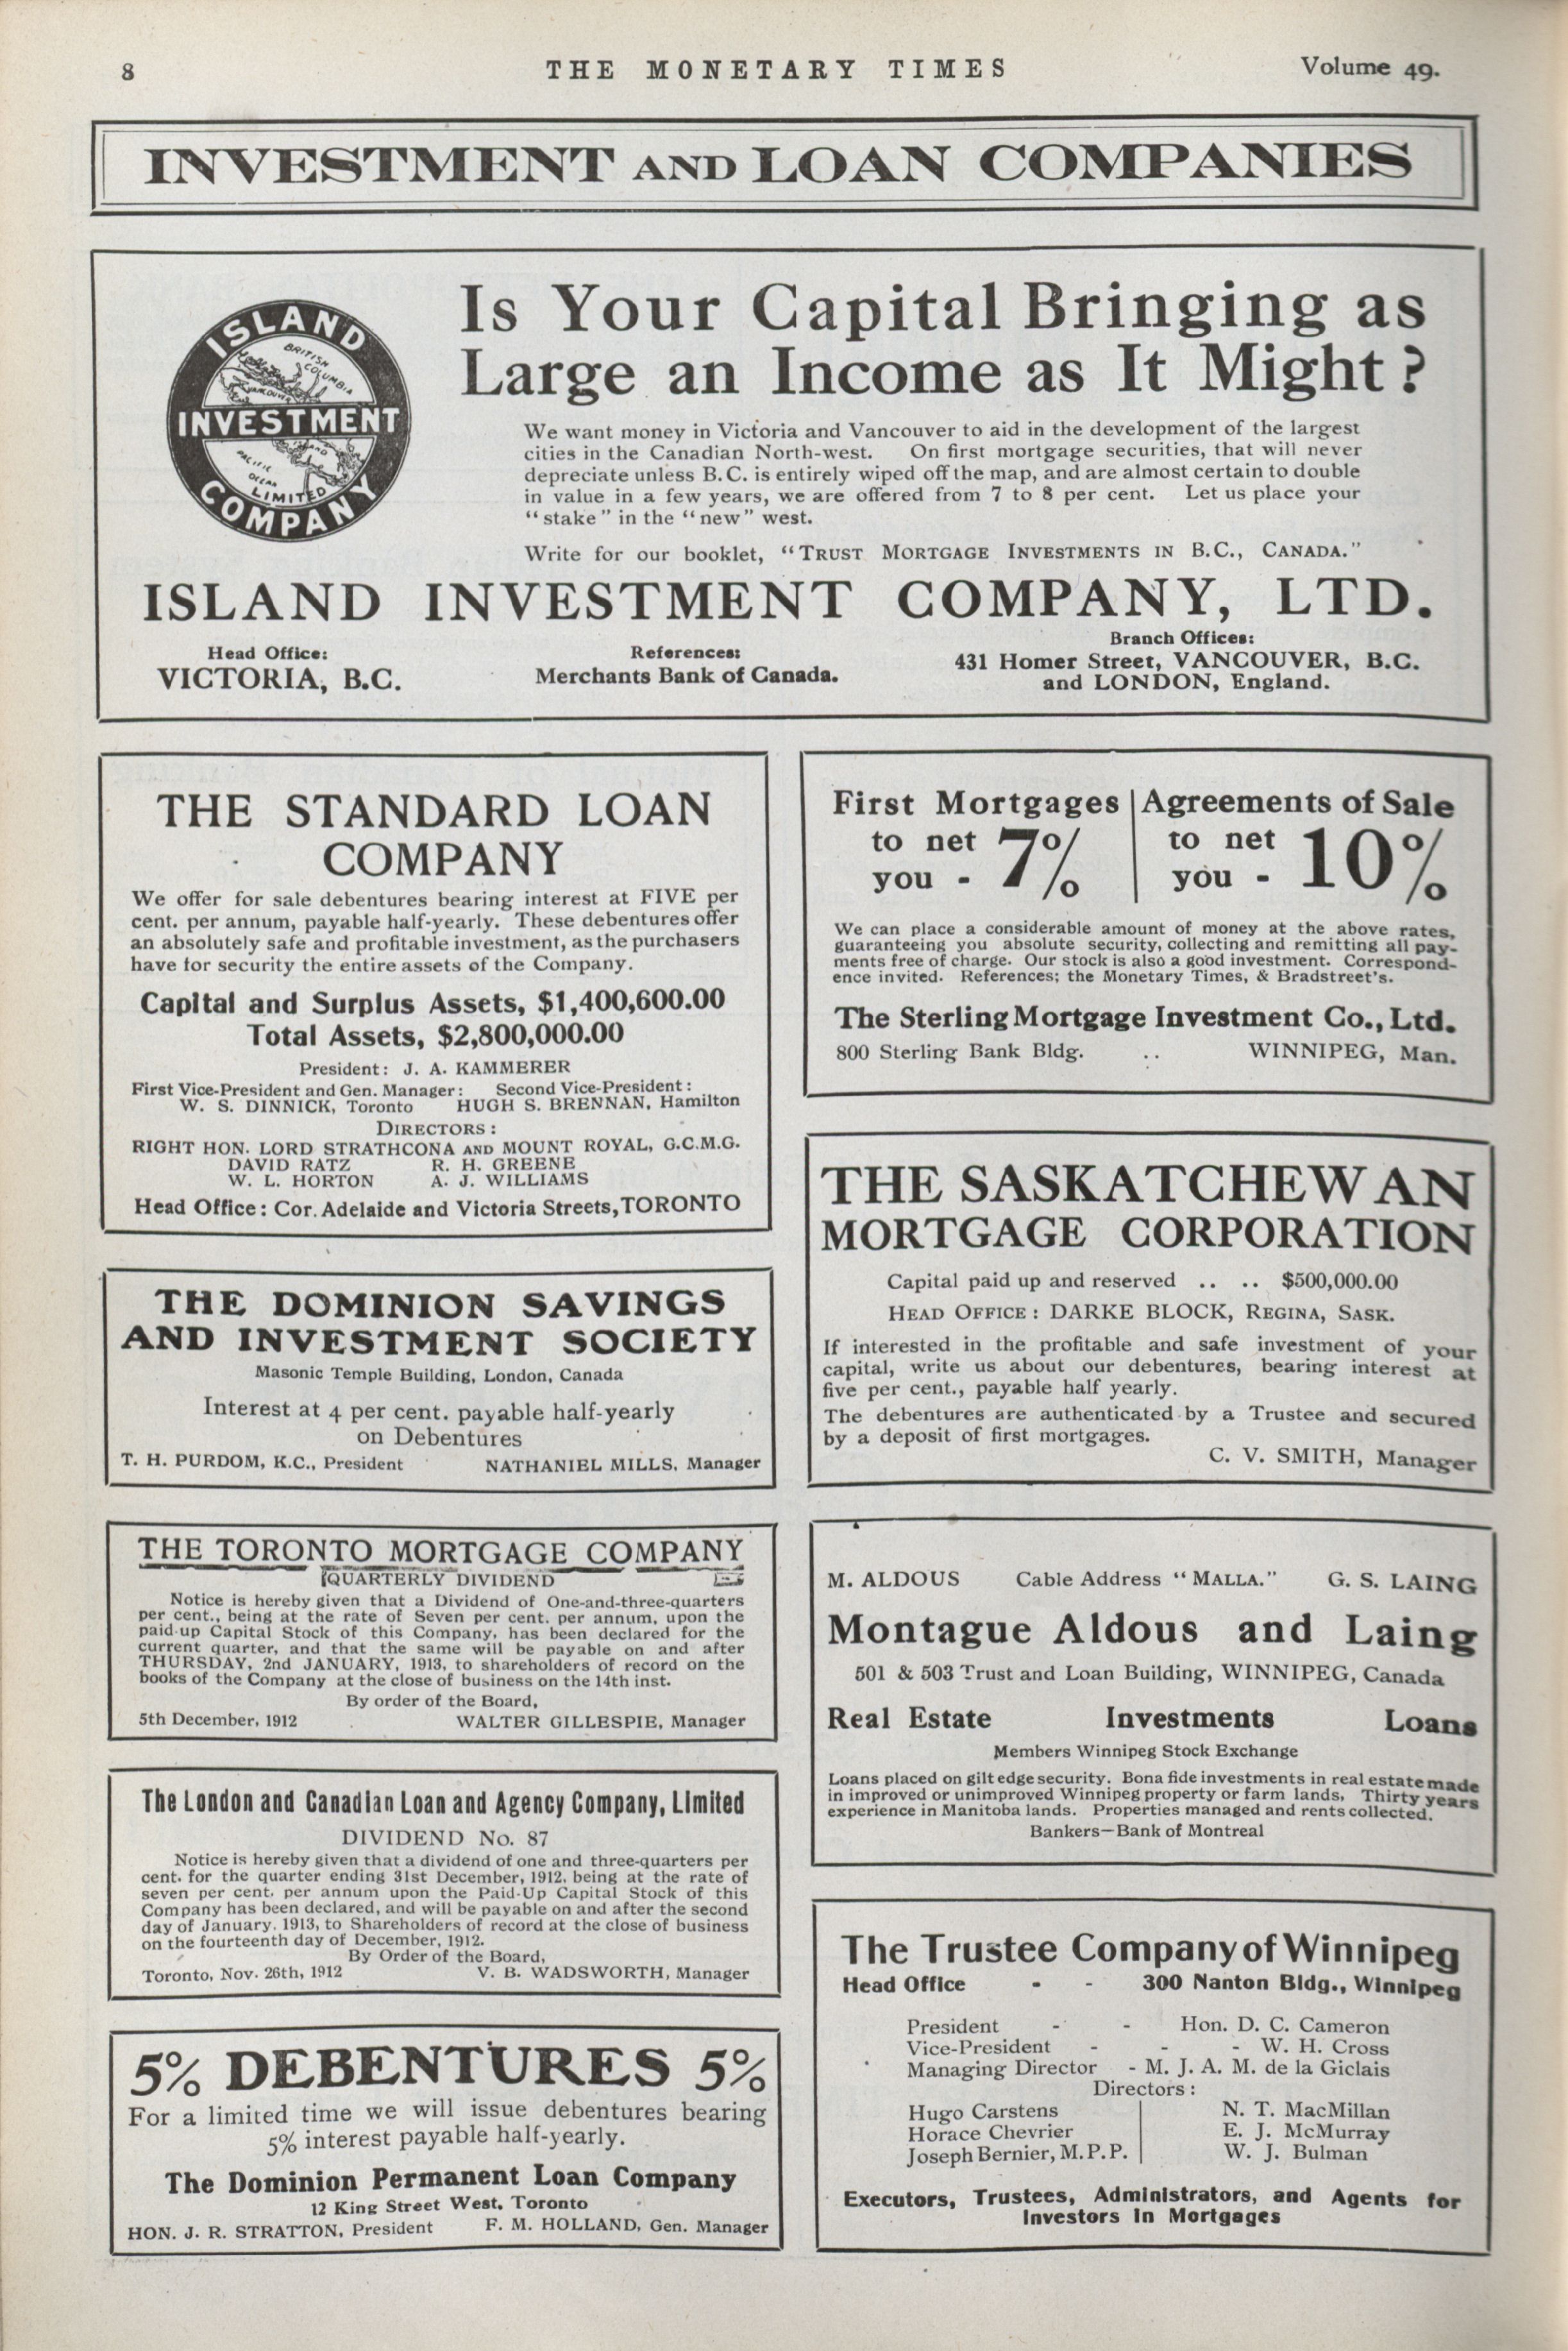 8
THE MONETARY TIMES
Volume 49.
INVESTMENT AND LOAN COMPANIES
ISLAND
BRITISH
COLUMBIA
VANCOUVER
INVESTMENT
ISLAND
PACIFIC
OCEAN
LIMITED
COMPANY
Is Your Capital Bringing as
Large an Income as It Might?
We want money in Victoria and Vancouver to aid in the development of the largest
cities in the Canadian North-west. On first mortgage securities, that will never
depreciate unless B.C. is entirely wiped off the map, and are almost certain to double
in value in a few years, we are offered from 7 to 8 per cent. Let us place your
"stake" in the "new" west.
Write for our booklet, "TRUST MORTGAGE INVESTMENTS IN B.C., CANADA."
ISLAND INVESTMENT COMPANY, LTD.
Head Office:
VICTORIA, B.C.
References:
Merchants Bank of Canada.
Branch Offices:
431 Homer Street, VANCOUVER, B.C.
and LONDON, England.
THE STANDARD LOAN
COMPANY
We offer for sale debentures bearing interest at FIVE per
cent. per annum, payable half-yearly. These debentures offer
an absolutely safe and profitable investment, as the purchasers
have for security the entire assets of the Company.
Capital and Surplus Assets, $1,400,600.00
Total Assets, $2,800,000.00
President: J. A. KAMMERER
First Vice-President and Gen. Manager: Second Vice-President:
W. S. DINNICK, Toronto HUGH S. BRENNAN, Hamilton
DIRECTORS:
RIGHT HON. LORD STRATHCONA AND MOUNT ROYAL, G.C.M.G.
DAVID RATZ R. H. GREENE
W. L. HORTON A. J. WILLIAMS
Head Office: Cor. Adelaide and Victoria Streets, TORONTO
THE DOMINION SAVINGS
AND INVESTMENT SOCIETY
Masonic Temple Building, London, Canada
Interest at 4 per cent. payable half-yearly
on Debentures
T. H. PURDOM, K.C., President NATHANIEL MILLS, Manager
THE TORONTO MORTGAGE COMPANY
QUARTERLY DIVIDEND
Notice is hereby given that a Dividend of One-and-three-quarters
per cent., being at the rate of Seven per cent. per annum, upon the
paid-up Capital Stock of this Company, has been declared for the
current quarter, and that the same will be payable on and after
THURSDAY, 2nd JANUARY, 1913, to shareholders of record on the
books of the Company at the close of business on the 14th inst.
By order of the Board,
5th December, 1912 WALTER GILLESPIE, Manager
The London and Canadian Loan and Agency Company, Limited
DIVIDEND No. 87
Notice is hereby given that a dividend of one and three-quarters per
cent. for the quarter ending 31st December, 1912, being at the rate of
seven per cent. per annum upon the Paid-Up Capital Stock of this
Company has been declared, and will be payable on and after the second
day of January, 1913, to Shareholders of record at the close of business
on the fourteenth day of December, 1912.
By Order of the Board,
Toronto, Nov. 26th, 1912 V. B. WADSWORTH, Manager
5% DEBENTURES 5%
For a limited time we will issue debentures bearing
5% interest payable half-yearly.
The Dominion Permanent Loan Company
12 King Street West, Toronto
HON. J. R. STRATTON, President F. M. HOLLAND, Gen. Manager
First Mortgages
to net
you - 7%
Agreements of Sale
to net
you - 10%
We can place a considerable amount of money at the above rates,
guaranteeing you absolute security, collecting and remitting all pay-
ments free of charge. Our stock is also a good investment. Correspond-
ence invited. References; the Monetary Times, & Bradstreet's.
The Sterling Mortgage Investment Co., Ltd.
800 Sterling Bank Bldg. .. WINNIPEG, Man.
THE SASKATCHEWAN
MORTGAGE CORPORATION
Capital paid up and reserved .. .. $500,000.00
HEAD OFFICE: DARKE BLOCK, REGINA, SASK.
If interested in the profitable and safe investment of your
capital, write us about our debentures, bearing interest at
five per cent., payable half yearly.
The debentures are authenticated by a Trustee and secured
by a deposit of first mortgages.
C. V. SMITH, Manager
M. ALDOUS Cable Address "MALLA." G. S. LAING
Montague Aldous and Laing
501 & 503 Trust and Loan Building, WINNIPEG, Canada
Real Estate Investments Loans
Members Winnipeg Stock Exchange
Loans placed on gilt edge security. Bona fide investments in real estate made
in improved or unimproved Winnipeg property or farm lands. Thirty years
experience in Manitoba lands. Properties managed and rents collected.
Bankers—Bank of Montreal
The Trustee Company of Winnipeg
Head Office - - 300 Nanton Bldg., Winnipeg
President - - Hon. D. C. Cameron
Vice-President - - - W. H. Cross
Managing Director - M. J. A. M. de la Giclais
Directors:
Hugo Carstens N. T. MacMillan
Horace Chevrier E. J. McMurray
Joseph Bernier, M.P.P. W. J. Bulman
Executors, Trustees, Administrators, and Agents for
Investors in Mortgages